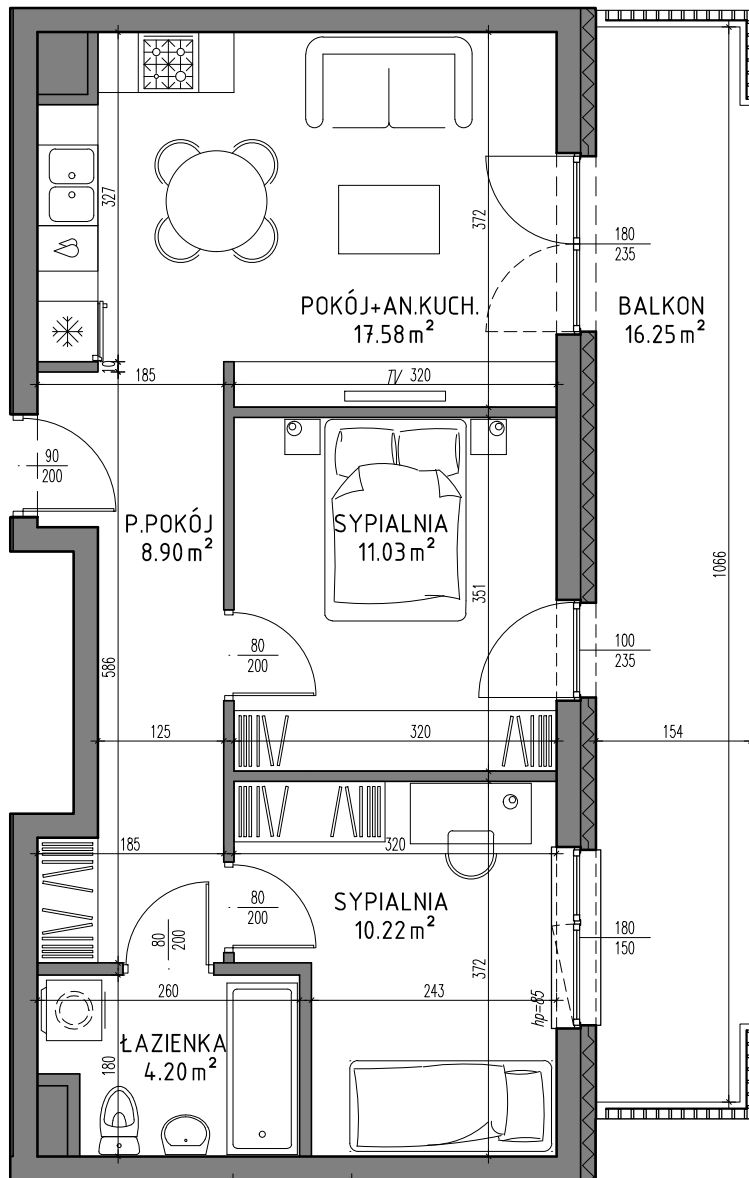 327
372
180
235
POKÓJ+AN.KUCH.
17.58 m²
BALKON
16.25 m²
10
185
TV
320
90
200
P.POKÓJ
8.90 m²
SYPIALNIA
11.03 m²
351
1066
586
80
200
100
235
125
320
154
185
320
80
200
SYPIALNIA
10.22 m²
80
200
180
150
372
260
243
hp=85
ŁAZIENKA
4.20 m²
180